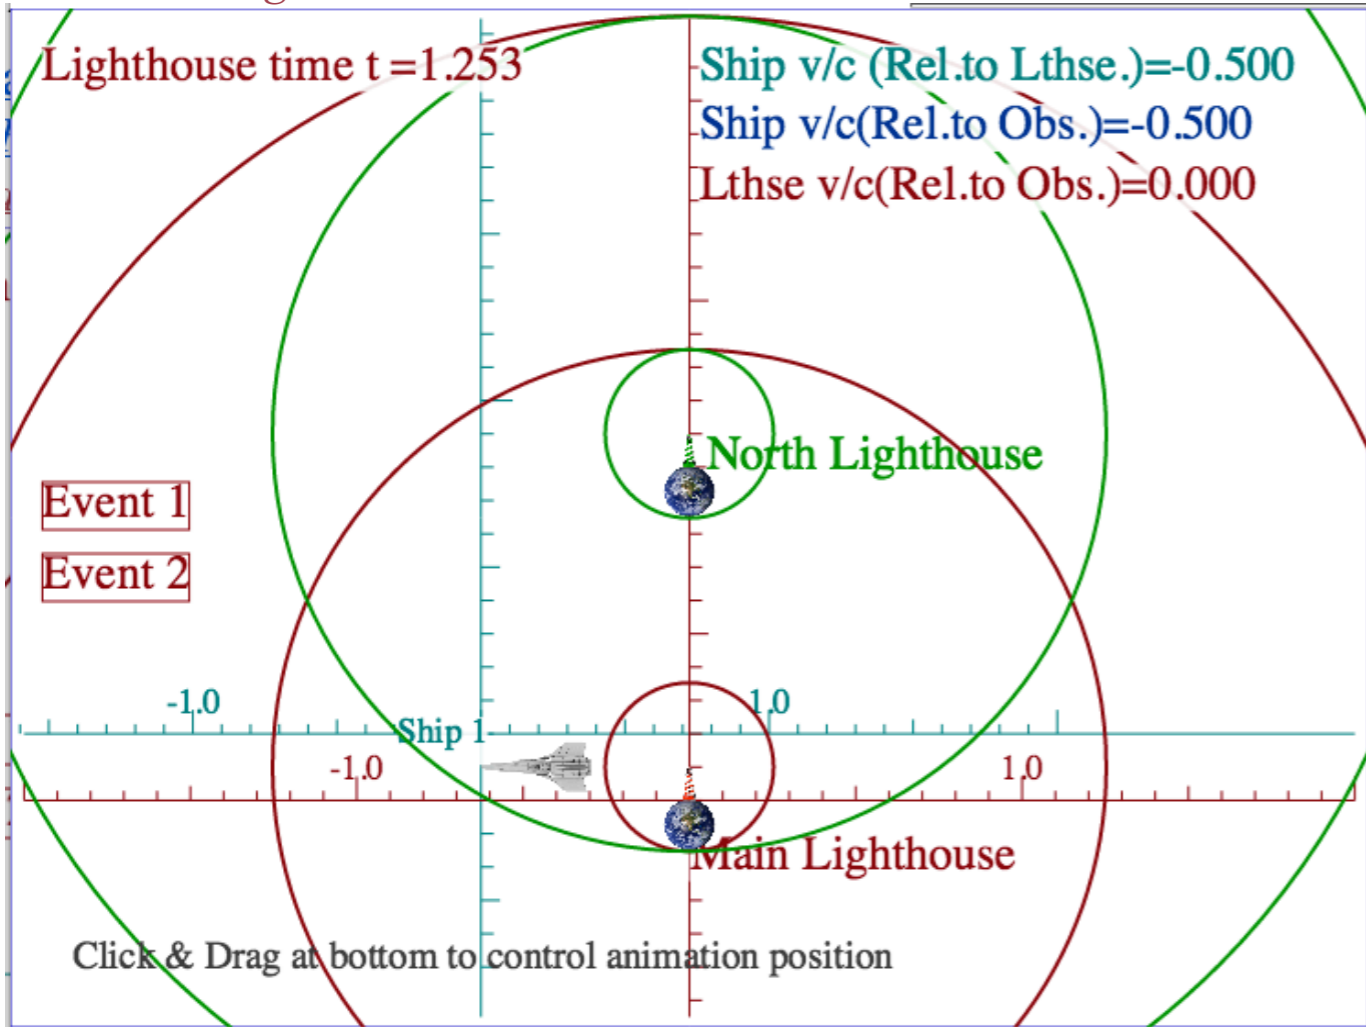 Lighthouse time t =1.253
Ship v/c (Rel.to Lthse.)=-0.500
Ship v/c(Rel.to Obs.)=-0.500
Lthse v/c(Rel.to Obs.)=0.000
North Lighthouse
Event 1
Event 2
-1.0
1.0
Ship 1
-1.0
1.0
Main Lighthouse
Click & Drag at bottom to control animation position